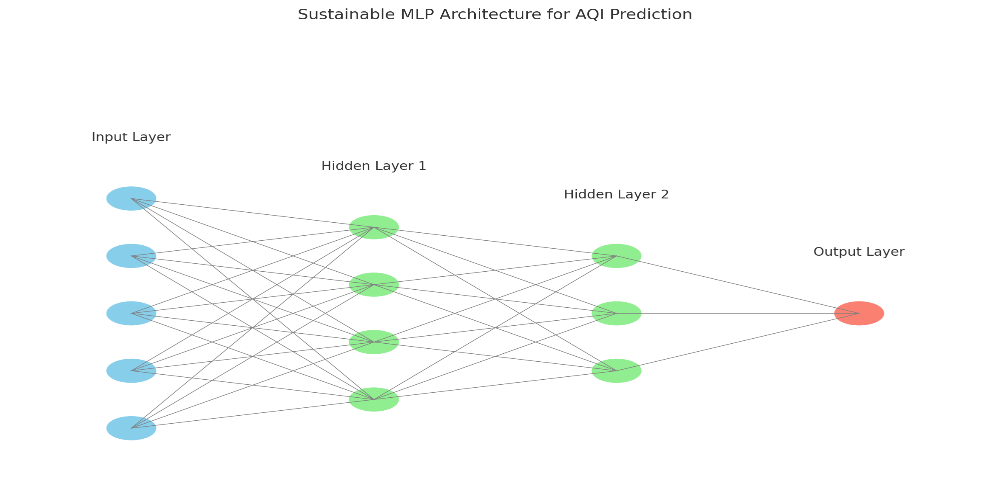 Sustainable MLP Architecture for AQI Prediction
Input Layer
Hidden Layer 1
Hidden Layer 2
Output Layer